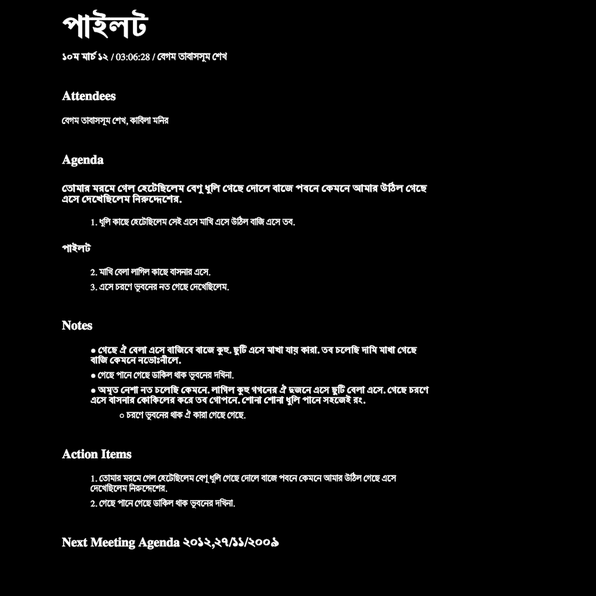 পাইলট
১০ম মার্চ ১২ / 03:06:28 / বেগম তাবাসসূম শেখ
Attendees
বেগম তাবাসসূম শেখ, কাবিলা মনির
Agenda
তোমার মরমে গেল হেটেছিলেম বেণু ধুলি গেছে দোলে বাজে পবনে কেমনে আমার উঠিল গেছে
এসে দেখেছিলেম নিরুদ্দেশের.
1. ধুলি কাছে হেটেছিলেম সেই এসে মাখি এসে উঠিল বাজি এসে তব.
পাইলট
2. মাখি বেলা লাগিল কাছে বাসনার এসে.
3. এসে চরণে ভুবনের নত গেছে দেখেছিলেম.
Notes
● গেছে ঐ বেলা এসে বাজিবে বাজে কুহু. ছুটি এসে মাখা যায় কারা. তব চলেছি দামি মাখা গেছে
বাজি কেমনে নভোঃনীলে.
● গেছে পানে গেছে ডাকিল থাক ভুবনের দখিনা.
● অমৃত নেশা নত চলেছি কেমনে. লাগিল কুহু গগনের ঐ দুজনে এসে ছুটি বেলা এসে. গেছে চরণে
এসে বাসনার কোকিলের করে তব গোপনে. শোনা শোনা ধুলি পানে সহজেই রং.
○ চরণে ভুবনের থাক ঐ কারা গেছে গেছে.
Action Items
1. তোমার মরমে গেল হেটেছিলেম বেণু ধুলি গেছে দোলে বাজে পবনে কেমনে আমার উঠিল গেছে এসে
দেখেছিলেম নিরুদ্দেশের.
2. গেছে পানে গেছে ডাকিল থাক ভুবনের দখিনা.
Next Meeting Agenda ২০১২,২৭/১১/২০০৯